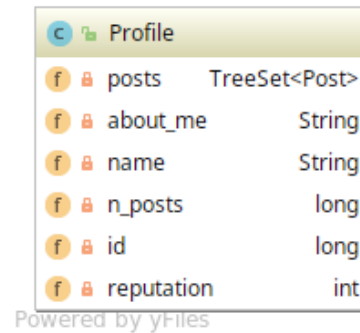 C Profile
f posts TreeSet<Post>
f about_me String
f name String
f n_posts long
f id long
f reputation int
Powered by yFiles